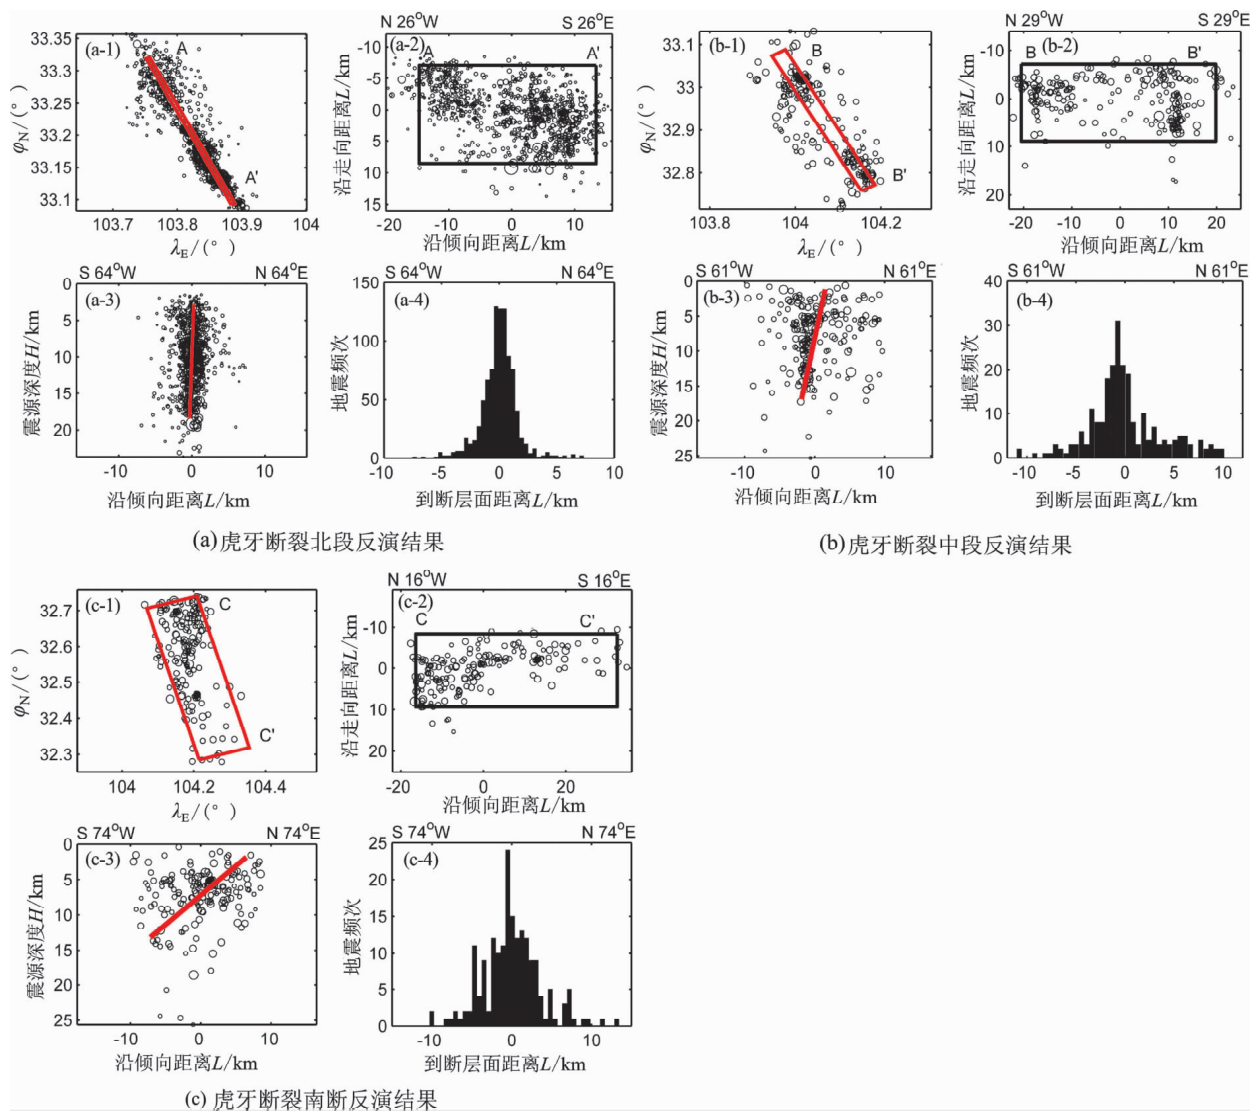 (a-1)
A
A'
33.35
33.3
33.25
33.2
33.15
33.1
φN/(°)
103.7
103.8
103.9
104
λE/(°)
N 26°W
S 26°E
(a-2)
A
A'
-10
-5
0
5
10
15
沿走向距离L/km
-20
-10
0
10
沿倾向距离L/km
(b-1)
B
B'
33.1
33
32.9
32.8
φN/(°)
103.8
104
104.2
λE/(°)
N 29°W
S 29°E
(b-2)
B
B'
-10
0
10
20
沿走向距离L/km
-20
-10
0
10
20
沿倾向距离L/km
S 64°W
N 64°E
(a-3)
0
5
10
15
20
震源深度H/km
-10
0
10
沿倾向距离L/km
S 64°W
N 64°E
(a-4)
150
100
50
0
地震频次
-10
-5
0
5
10
到断层面距离L/km
S 61°W
N 61°E
(b-3)
0
5
10
15
20
25
震源深度H/km
-10
0
10
沿倾向距离L/km
S 61°W
N 61°E
(b-4)
40
30
20
10
0
地震频次
-10
-5
0
5
10
到断层面距离L/km
(a)虎牙断裂北段反演结果
(b)虎牙断裂中段反演结果
(c-1)
C
C'
32.7
32.6
32.5
32.4
32.3
φN/(°)
104
104.2
104.4
λE/(°)
N 16°W
S 16°E
(c-2)
C
C'
-10
0
10
20
沿走向距离L/km
-20
0
20
沿倾向距离L/km
S 74°W
N 74°E
(c-3)
0
5
10
15
20
25
震源深度H/km
-10
0
10
沿倾向距离L/km
S 74°W
N 74°E
(c-4)
25
20
15
10
5
0
地震频次
-10
0
10
到断层面距离L/km
(c) 虎牙断裂南断反演结果